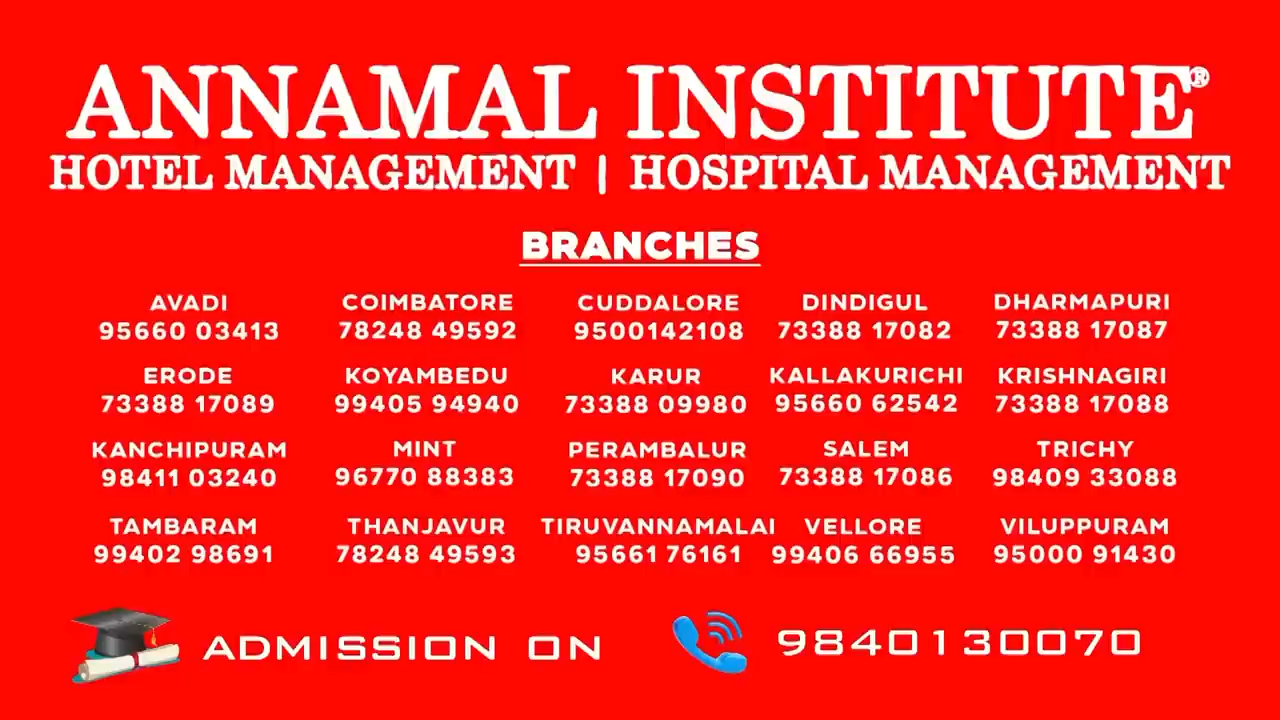 ANNAMAL INSTITUTE®
HOTEL MANAGEMENT | HOSPITAL MANAGEMENT
BRANCHES
AVADI COIMBATORE CUDDALORE DINDIGUL DHARMAPURI
95660 03413 78248 49592 9500142108 73388 17082 73388 17087
ERODE KOYAMBEDU KARUR KALLAKURICHI KRISHNAGIRI
73388 17089 99405 94940 73388 09980 95660 62542 73388 17088
KANCHIPURAM MINT PERAMBALUR SALEM TRICHY
98411 03240 96770 88383 73388 17090 73388 17086 98409 33088
TAMBARAM THANJAVUR TIRUVANNAMALAI VELLORE VILUPPURAM
99402 98691 78248 49593 95661 76161 99406 66955 95000 91430
ADMISSION ON 9840130070